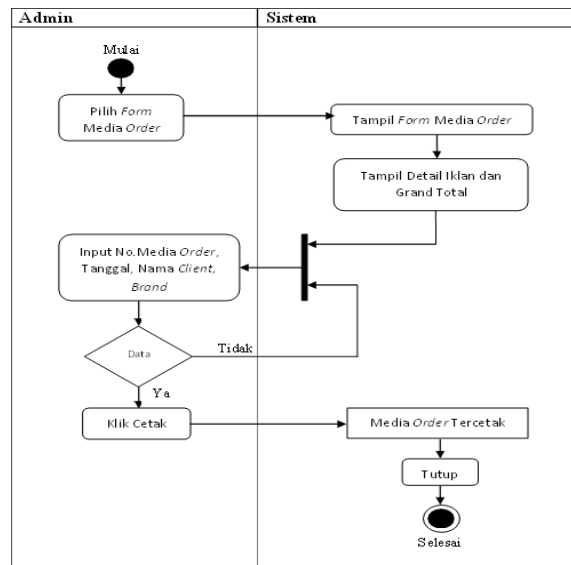 Admin
Sistem
Mulai
Pilih Form
Media Order
Tampil Form Media Order
Tampil Detail Iklan dan
Grand Total
Input No.Media Order,
Tanggal, Nama Client,
Brand
Data
Tidak
Ya
Klik Cetak
Media Order Tercetak
Tutup
Selesai